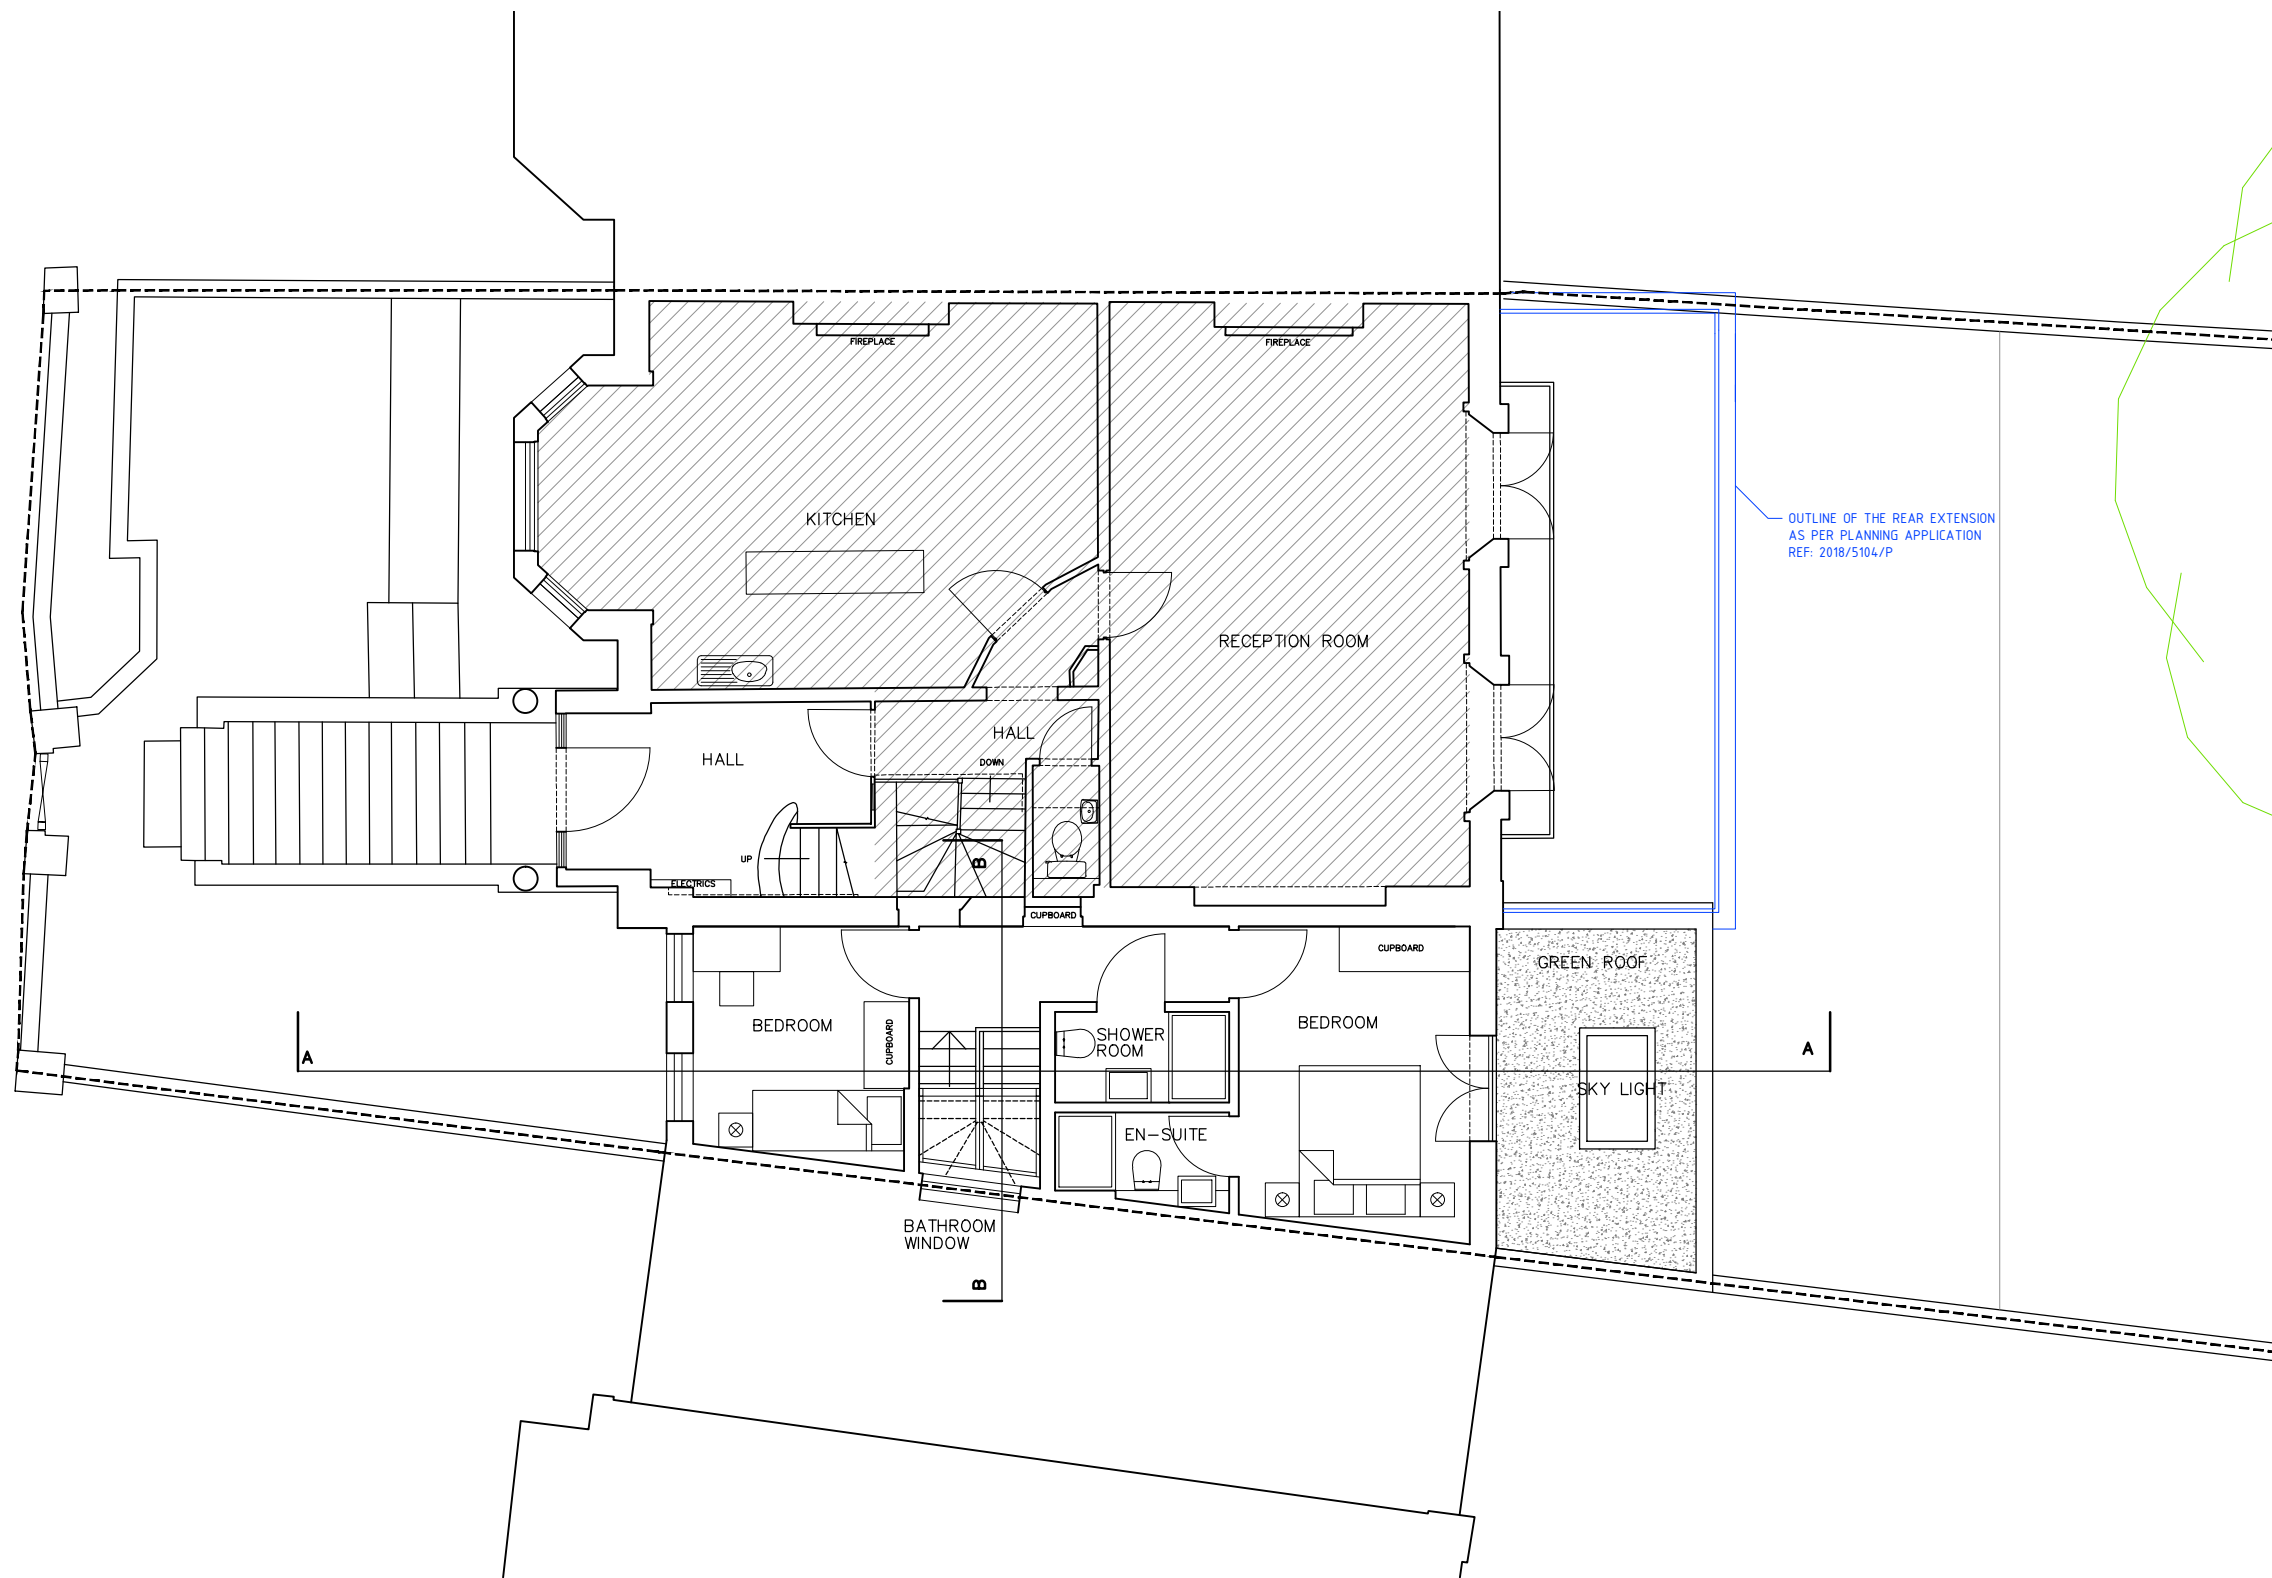 FIREPLACE
FIREPLACE
KITCHEN
OUTLINE OF THE REAR EXTENSION
AS PER PLANNING APPLICATION
REF: 2018/5104/P
RECEPTION ROOM
HALL
HALL
DOWN
UP
B
ELECTRICS
CUPBOARD
CUPBOARD
GREEN ROOF
BEDROOM
CUPBOARD
SHOWER
ROOM
BEDROOM
A
A
SKY LIGHT
EN-SUITE
BATHROOM
WINDOW
B